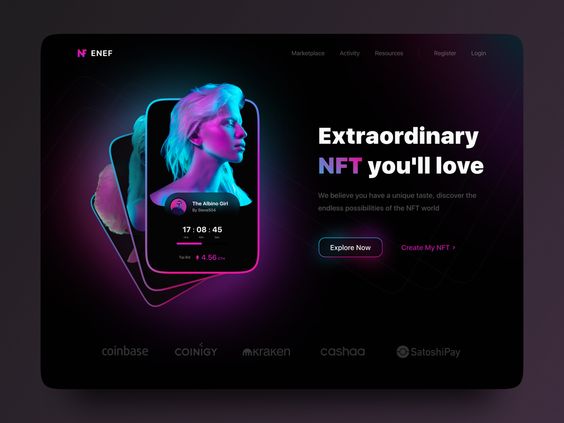 NF ENEF
Marketplace Activity Resources Register Login
Extraordinary
NFT you'll love
We believe you have a unique taste, discover the
endless possibilities of the NFT world
Explore Now Create My NFT >
The Albino Girl
By Steve504
17 : 08 : 45
Top Bid 4.56 ETH
coinbase COINIGY kraken cashaa SatoshiPay